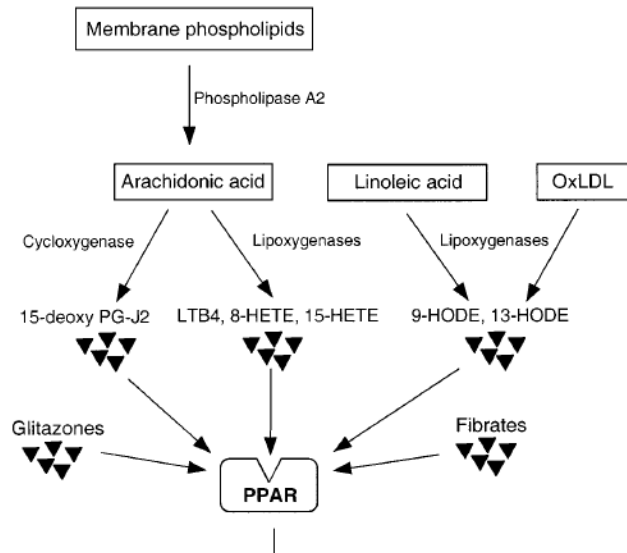 Membrane phospholipids
Phospholipase A2
Arachidonic acid
Linoleic acid
OxLDL
Cycloxygenase
Lipoxygenases
Lipoxygenases
15-deoxy PG-J2
LTB4, 8-HETE, 15-HETE
9-HODE, 13-HODE
Glitazones
Fibrates
PPAR